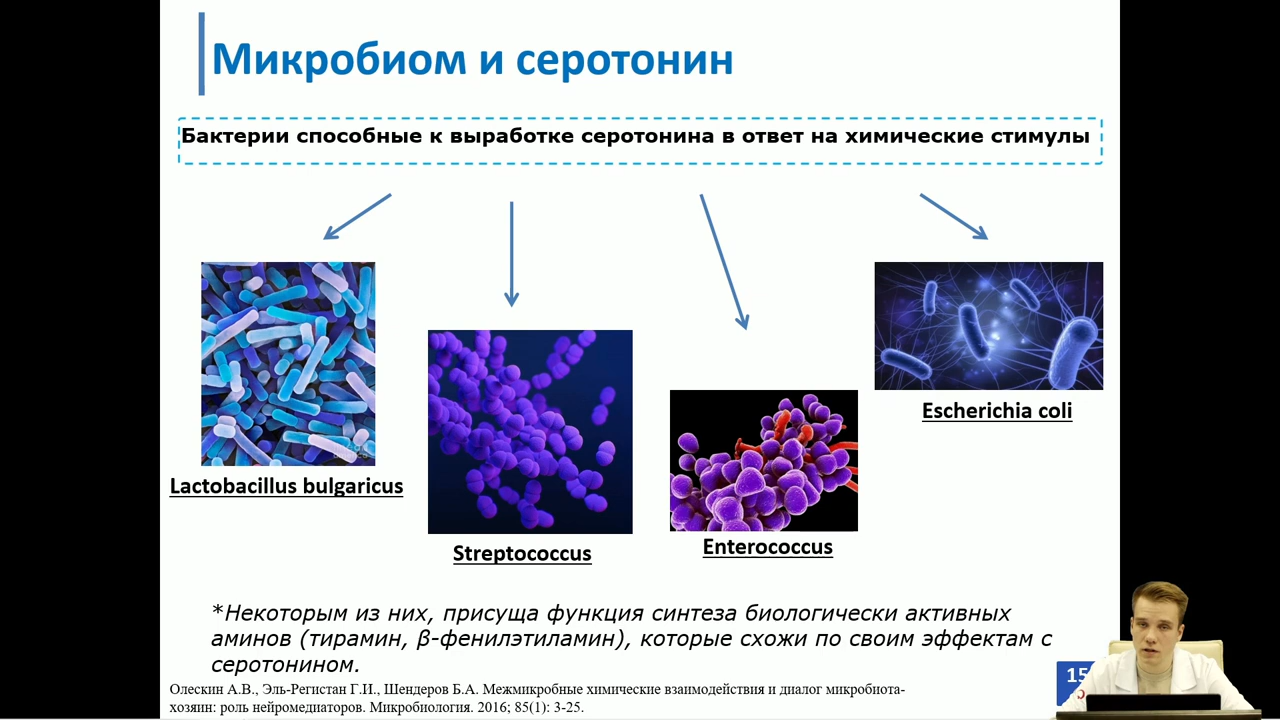 Микробиом и серотонин
Бактерии способные к выработке серотонина в ответ на химические стимулы
Escherichia coli
Lactobacillus bulgaricus
Enterococcus
Streptococcus
*Некоторым из них, присуща функция синтеза биологически активных
аминов (тирамин, β-фенилэтиламин), которые схожи по своим эффектам с
серотонином.
Олескин А.В., Эль-Регистан Г.И., Шендеров Б.А. Межмикробные химические взаимодействия и диалог микробиота-
хозяин: роль нейромедиаторов. Микробиология. 2016; 85(1): 3-25.
15